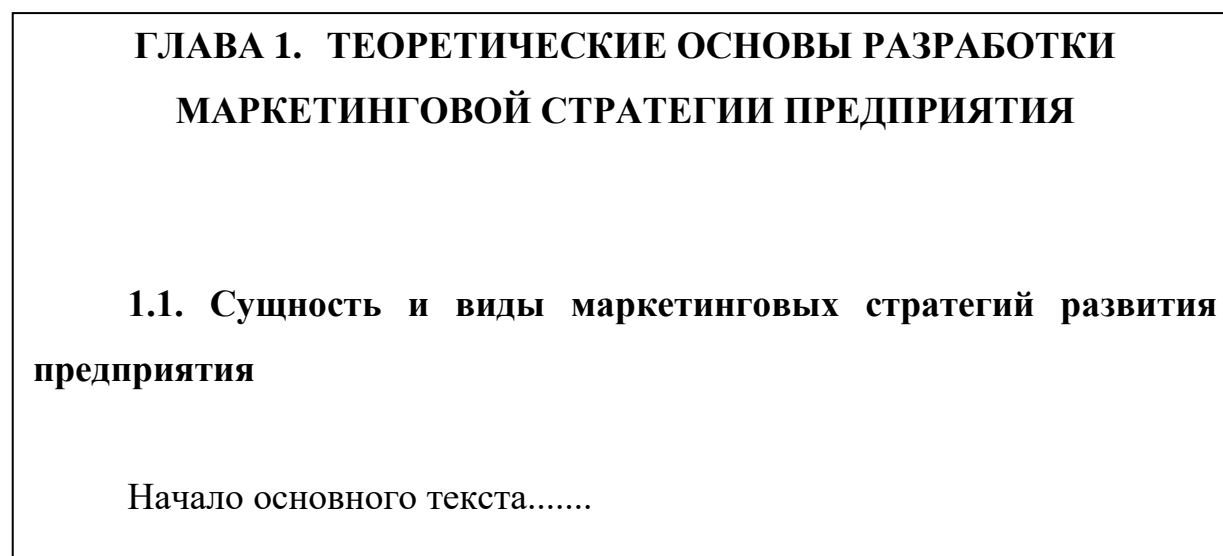 ГЛАВА 1. ТЕОРЕТИЧЕСКИЕ ОСНОВЫ РАЗРАБОТКИ
МАРКЕТИНГОВОЙ СТРАТЕГИИ ПРЕДПРИЯТИЯ
1.1. Сущность и виды маркетинговых стратегий развития
предприятия
Начало основного текста.......